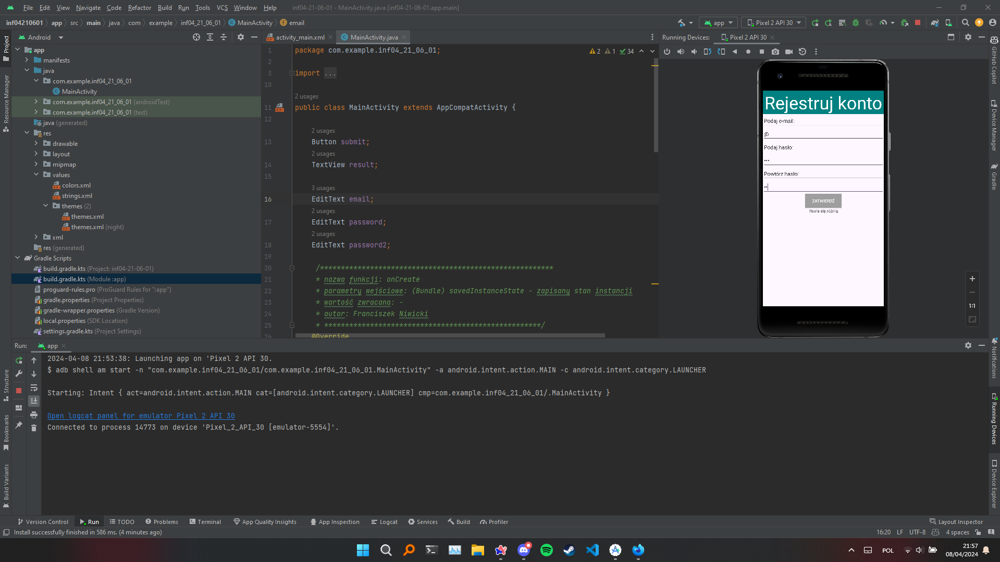 File Edit View Navigate Code Refactor Build Run Tools VCS Window Help inf04-21-06-01 - MainActivity.java [inf04-21-06-01.app.main]
inf04210601 app src main java com example inf04_21_06_01 MainActivity email app Pixel 2 API 30
Project
Resource Manager
Structure
Bookmarks
Build Variants
Android
app
manifests
java
com.example.inf04_21_06_01
MainActivity
com.example.inf04_21_06_01 (androidTest)
com.example.inf04_21_06_01 (test)
java (generated)
res
drawable
layout
mipmap
values
colors.xml
strings.xml
themes (2)
themes.xml
themes.xml (night)
xml
res (generated)
Gradle Scripts
build.gradle.kts (Project: inf04-21-06-01)
build.gradle.kts (Module :app)
proguard-rules.pro (ProGuard Rules for ":app")
gradle.properties (Project Properties)
gradle-wrapper.properties (Gradle Version)
local.properties (SDK Location)
settings.gradle.kts (Project Settings)
activity_main.xml MainActivity.java
2 1 34
1 package com.example.inf04_21_06_01;
2
3 import ...
10
2 usages
11 public class MainActivity extends AppCompatActivity {
12
2 usages
13 Button submit;
2 usages
14 TextView result;
15
3 usages
16 EditText email;
2 usages
17 EditText password;
2 usages
18 EditText password2;
19
20 /********************************************************
21 * nazwa funkcji: onCreate
22 * parametry wejściowe: (Bundle) savedInstanceState - zapisany stan instancji
23 * wartość zwracana: -
24 * autor: Franciszek Niwicki
25 * ****************************************************/
26 @Override
Running Devices: Pixel 2 API 30
Rejestruj konto
Podaj e-mail:
@
Podaj hasło:
•••
Powtórz hasło:
••
ZATWIERDŹ
Hasła się różnią
1:1
GitHub Copilot
Device Manager
Gradle
Notifications
Running Devices
Device Explorer
Run: app
2024-04-08 21:53:38: Launching app on 'Pixel 2 API 30.
$ adb shell am start -n "com.example.inf04_21_06_01/com.example.inf04_21_06_01.MainActivity" -a android.intent.action.MAIN -c android.intent.category.LAUNCHER
Starting: Intent { act=android.intent.action.MAIN cat=[android.intent.category.LAUNCHER] cmp=com.example.inf04_21_06_01/.MainActivity }
Open logcat panel for emulator Pixel 2 API 30
Connected to process 14773 on device 'Pixel_2_API_30 [emulator-5554]'.
Version Control Run TODO Problems Terminal App Quality Insights App Inspection Logcat Services Build Profiler Layout Inspector
Install successfully finished in 586 ms. (4 minutes ago) 16:20 LF UTF-8 4 spaces
POL 21:57
08/04/2024